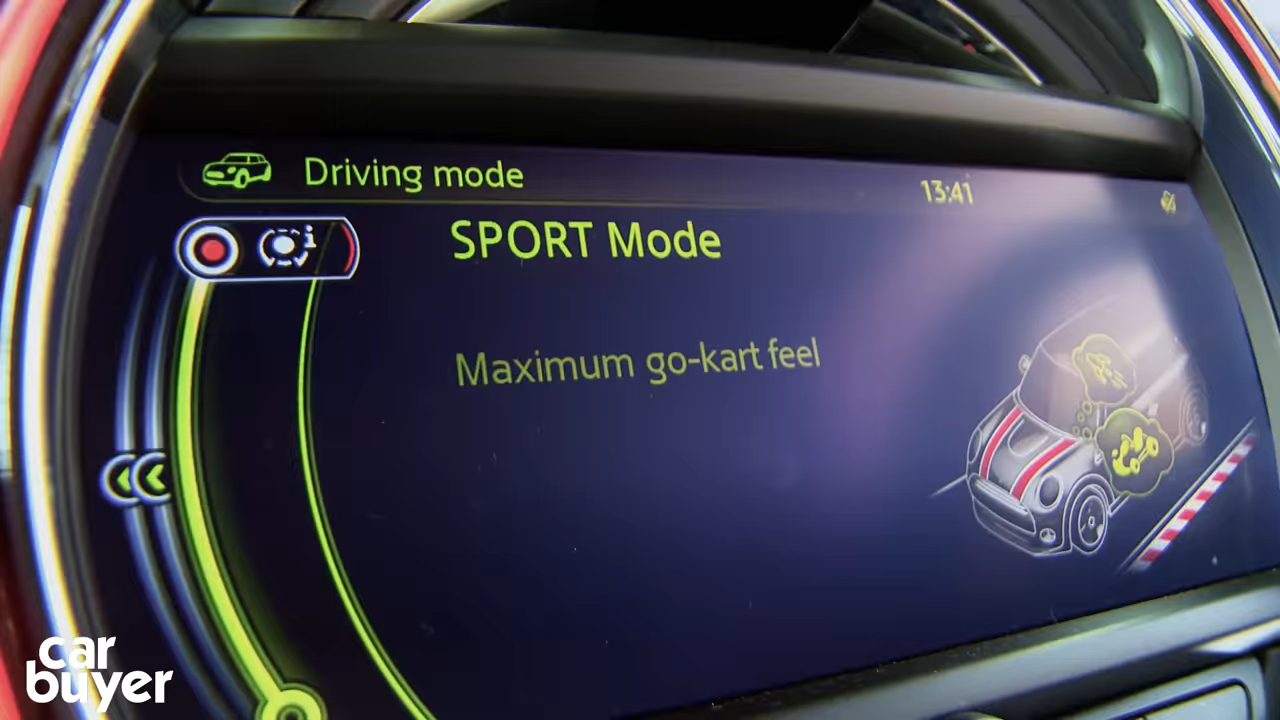 Driving mode
13:41
SPORT Mode
Maximum go-kart feel
car
buyer